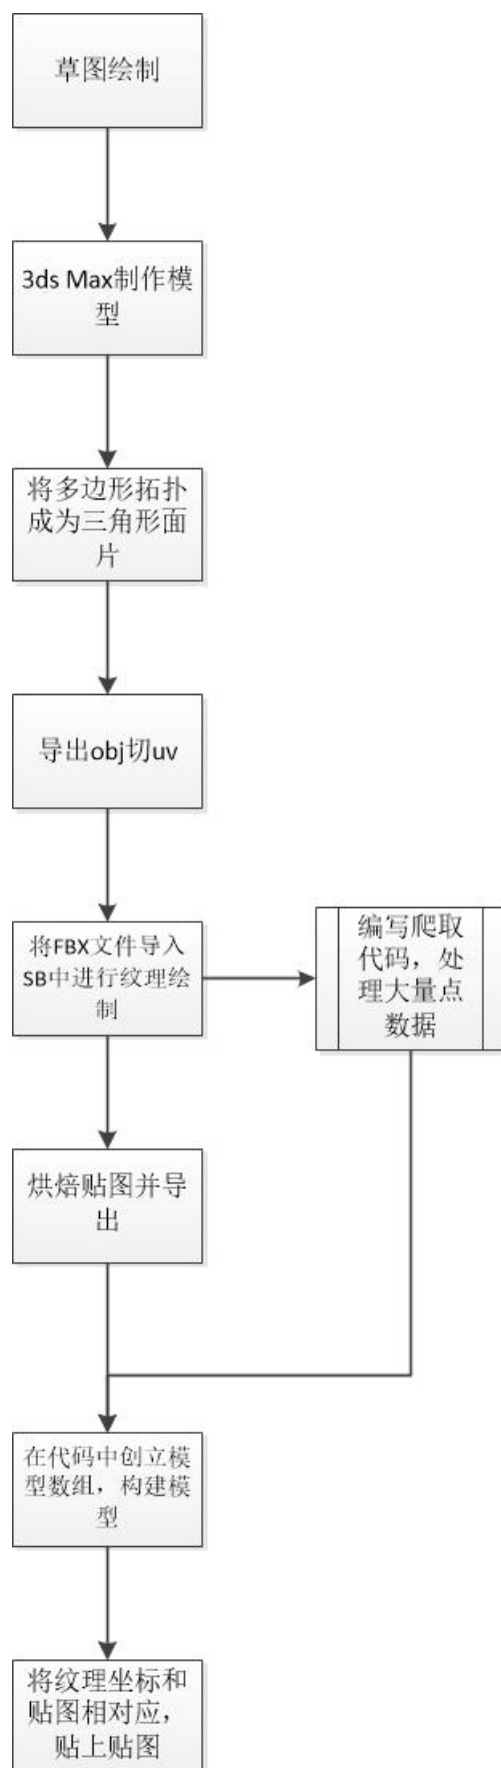 草图绘制
3ds Max制作模
型
将多边形拓扑
成为三角形面
片
导出obj切uv
将FBX文件导入
SB中进行纹理绘
制
编写爬取
代码，处
理大量点
数据
烘焙贴图并导
出
在代码中创立模
型数组，构建模
型
将纹理坐标和
贴图相对应，
贴上贴图